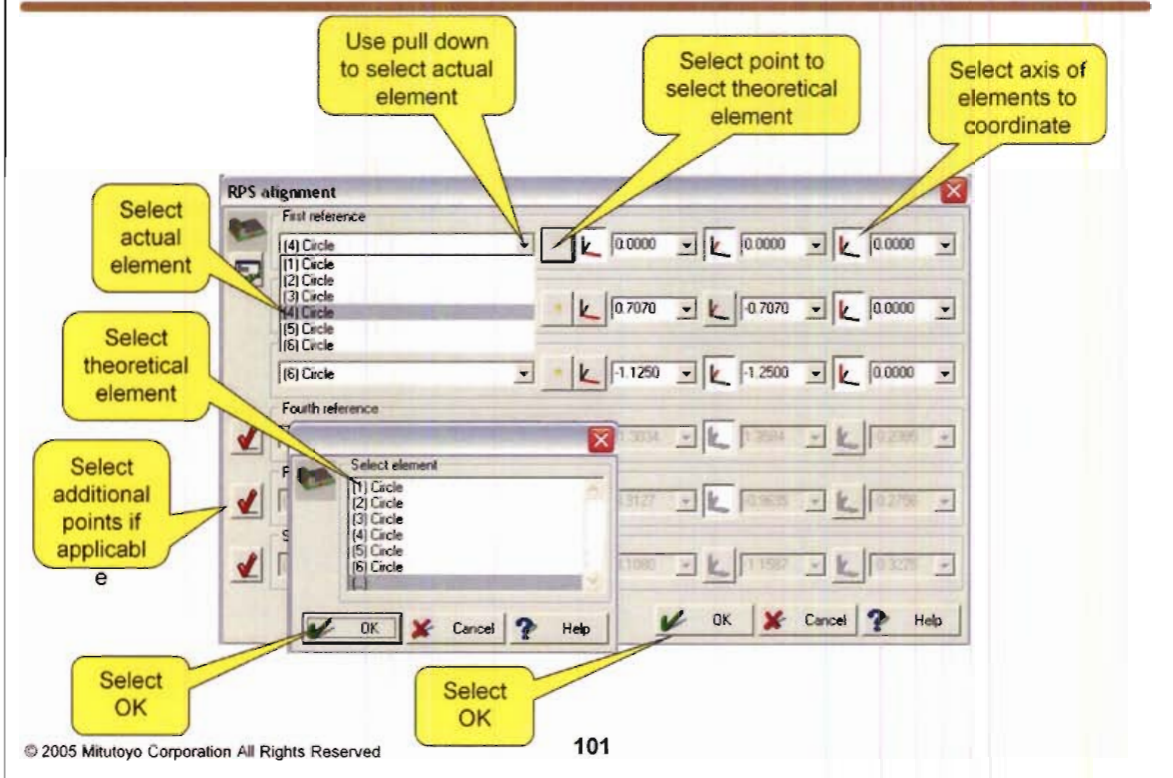 Use pull down
to select actual
element
Select point to
select theoretical
element
Select axis of
elements to
coordinate
Select
actual
element
Select
theoretical
element
Select
additional
points if
applicabl
e
RPS alignment
First reference
(4) Circle 0.0000 0.0000 0.0000
(1) Circle
(2) Circle
(3) Circle
(4) Circle
(5) Circle
(6) Circle
0.7070 -0.7070 0.0000
(6) Circle -1.1250 -1.2500 0.0000
Fourth reference
Select element
(1) Circle
(2) Circle
(3) Circle
(4) Circle
(5) Circle
(6) Circle
(..)
OK Cancel Help
OK Cancel Help
Select
OK
Select
OK
© 2005 Mitutoyo Corporation All Rights Reserved
101